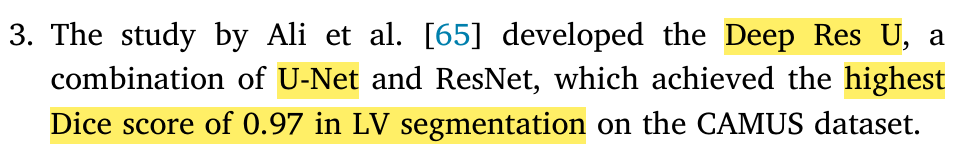 3. The study by Ali et al. [65] developed the Deep Res U, a
combination of U-Net and ResNet, which achieved the highest
Dice score of 0.97 in LV segmentation on the CAMUS dataset.